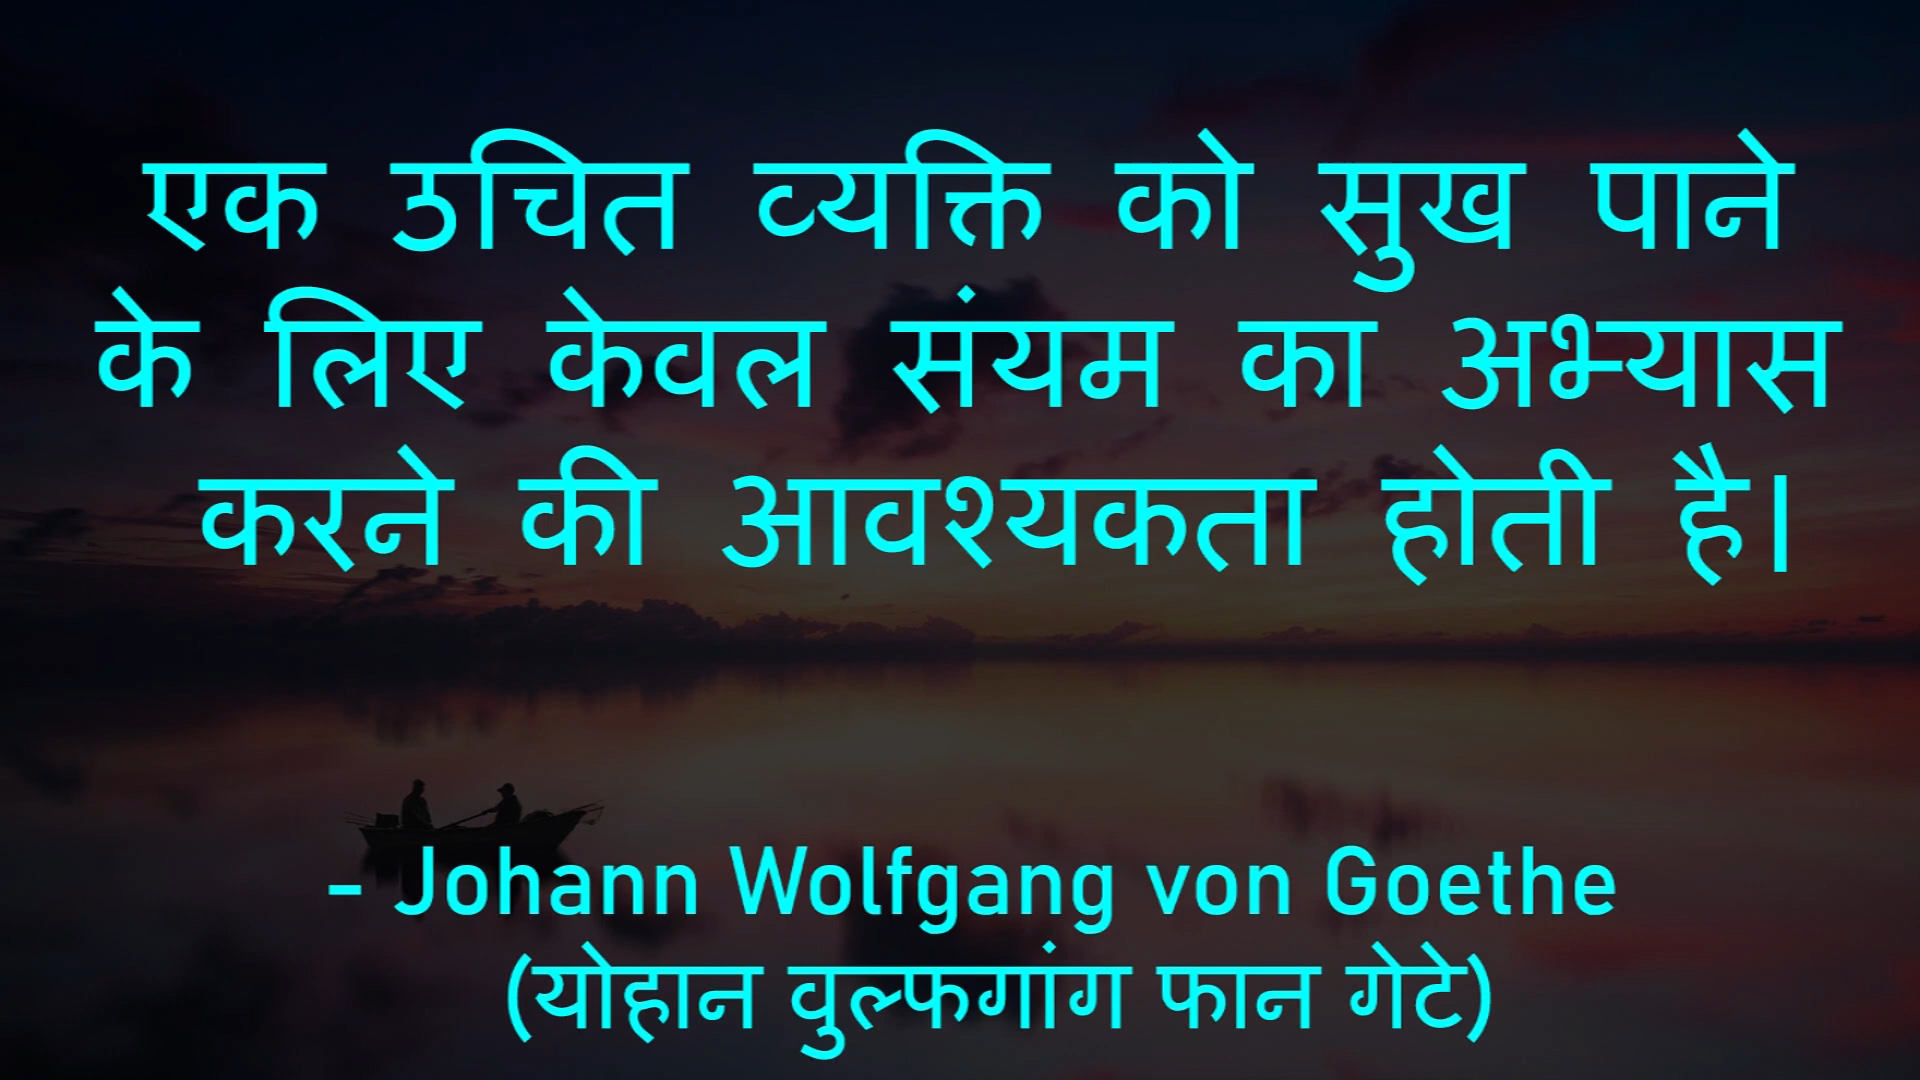 एक उचित व्यक्ति को सुख पाने
के लिए केवल संयम का अभ्यास
करने की आवश्यकता होती है।
- Johann Wolfgang von Goethe
(योहान वुल्फगांग फान गेटे)